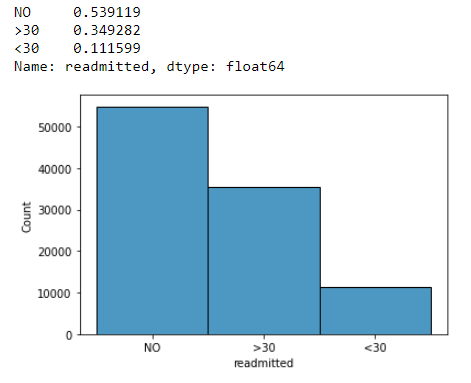 NO     0.539119
>30    0.349282
<30    0.111599
Name: readmitted, dtype: float64
50000
40000
30000
20000
10000
0
Count
NO >30 <30
readmitted